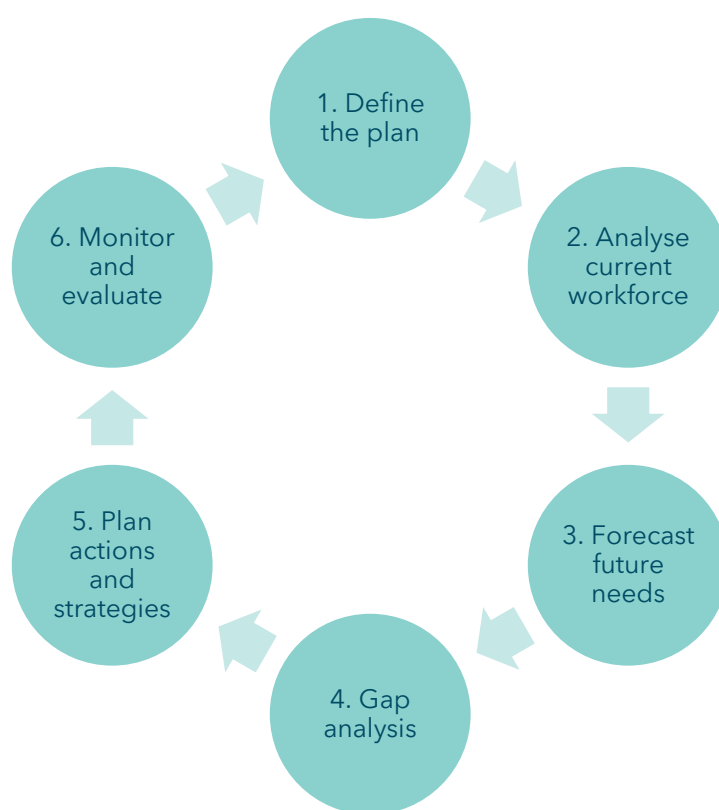 1. Define
the plan
2. Analyse
current
workforce
3. Forecast
future
needs
4. Gap
analysis
5. Plan
actions
and
strategies
6. Monitor
and
evaluate